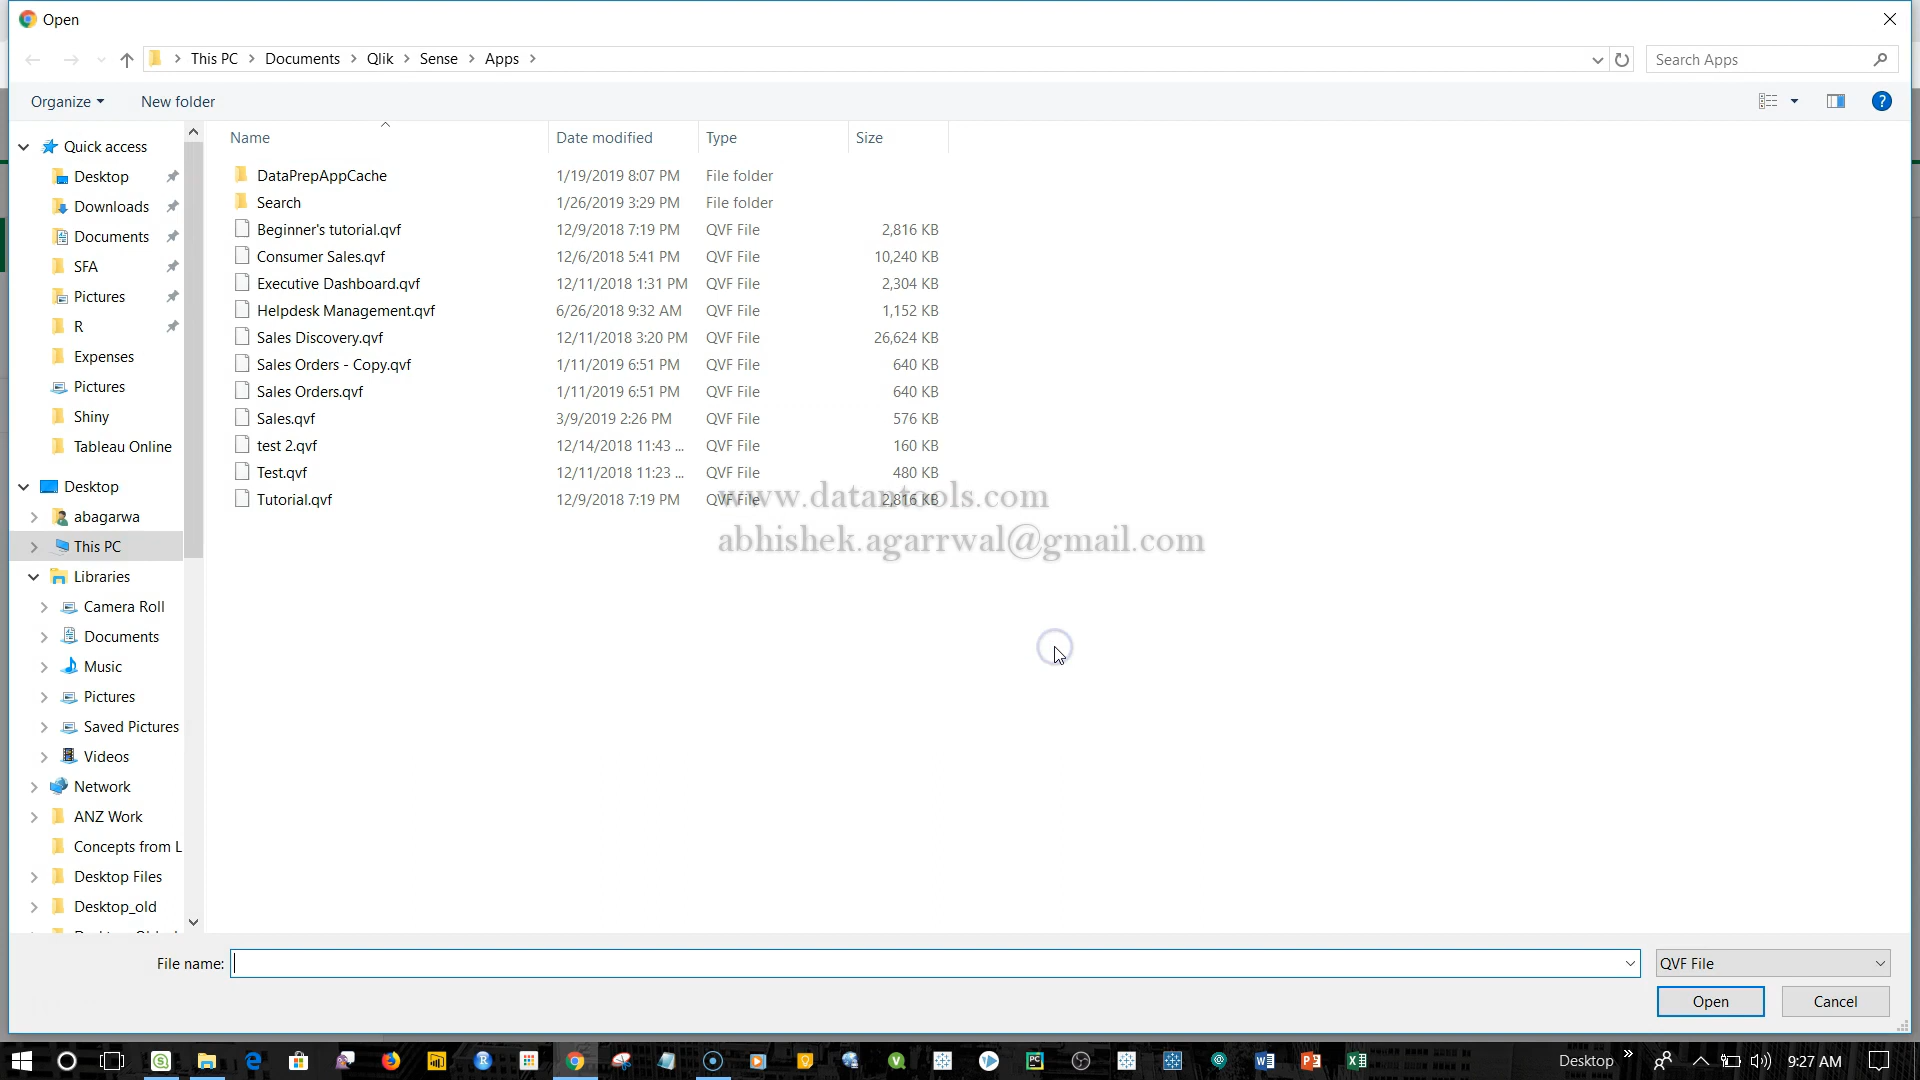 Open
This PC > Documents > Qlik > Sense > Apps >
Search Apps
Organize
New folder
Name Date modified Type Size
DataPrepAppCache 1/19/2019 8:07 PM File folder
Search 1/26/2019 3:29 PM File folder
Beginner's tutorial.qvf 12/9/2018 7:19 PM QVF File 2,816 KB
Consumer Sales.qvf 12/6/2018 5:41 PM QVF File 10,240 KB
Executive Dashboard.qvf 12/11/2018 1:31 PM QVF File 2,304 KB
Helpdesk Management.qvf 6/26/2018 9:32 AM QVF File 1,152 KB
Sales Discovery.qvf 12/11/2018 3:20 PM QVF File 26,624 KB
Sales Orders - Copy.qvf 1/11/2019 6:51 PM QVF File 640 KB
Sales Orders.qvf 1/11/2019 6:51 PM QVF File 640 KB
Sales.qvf 3/9/2019 2:26 PM QVF File 576 KB
test 2.qvf 12/14/2018 11:43 ... QVF File 160 KB
Test.qvf 12/11/2018 11:23 ... QVF File 480 KB
Tutorial.qvf 12/9/2018 7:19 PM QVF File 2,816 KB
www.datantools.com
abhishek.agarrwal@gmail.com
Quick access
Desktop
Downloads
Documents
SFA
Pictures
R
Expenses
Pictures
Shiny
Tableau Online
Desktop
abagarwa
This PC
Libraries
Camera Roll
Documents
Music
Pictures
Saved Pictures
Videos
Network
ANZ Work
Concepts from L
Desktop Files
Desktop_old
File name:
QVF File
Open
Cancel
Desktop
9:27 AM